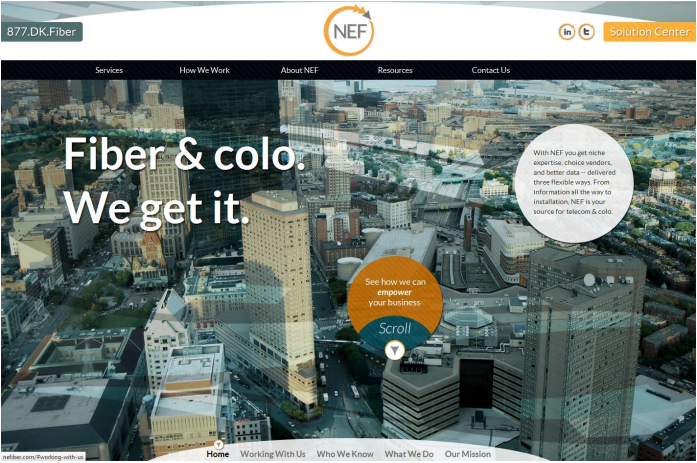 877.DK.Fiber
NEF
in
Solution Center
Services
How We Work
About NEF
Resources
Contact Us
Fiber & colo.
We get it.
With NEF you get niche
expertise, choice vendors,
and better data -- delivered
three flexible ways. From
information all the way to
installation, NEF is your
source for telecom & colo.
See how we can
empower
your business
Scroll
Home
Working With Us
Who We Know
What We Do
Our Mission
nefiber.com/#working-with-us